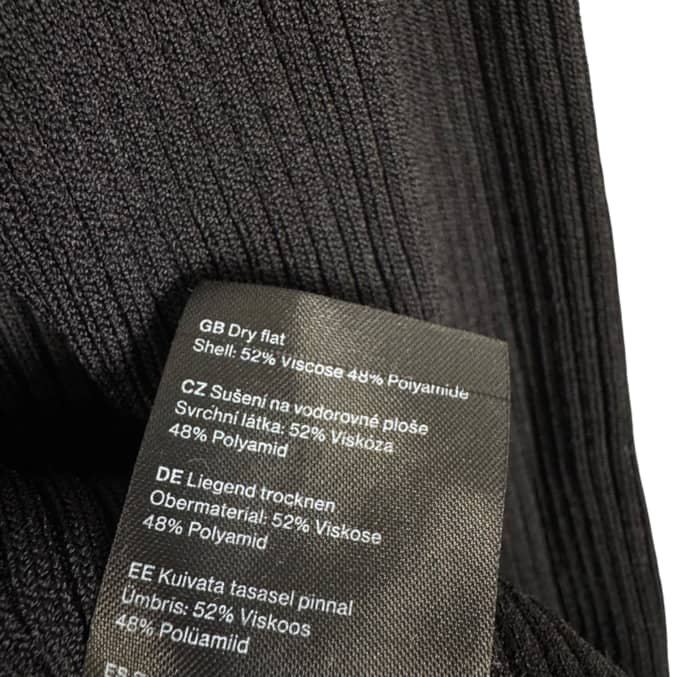 GB Dry flat
Shell: 52% Viscose 48% Polyamide
CZ Sušení na vodorovné ploše
Svrchní látka: 52% Viskóza
48% Polyamid
DE Liegend trocknen
Obermaterial: 52% Viskose
48% Polyamid
EE Kuivata tasasel pinnal
Ümbris: 52% Viskoos
48% Polüamiid
ES